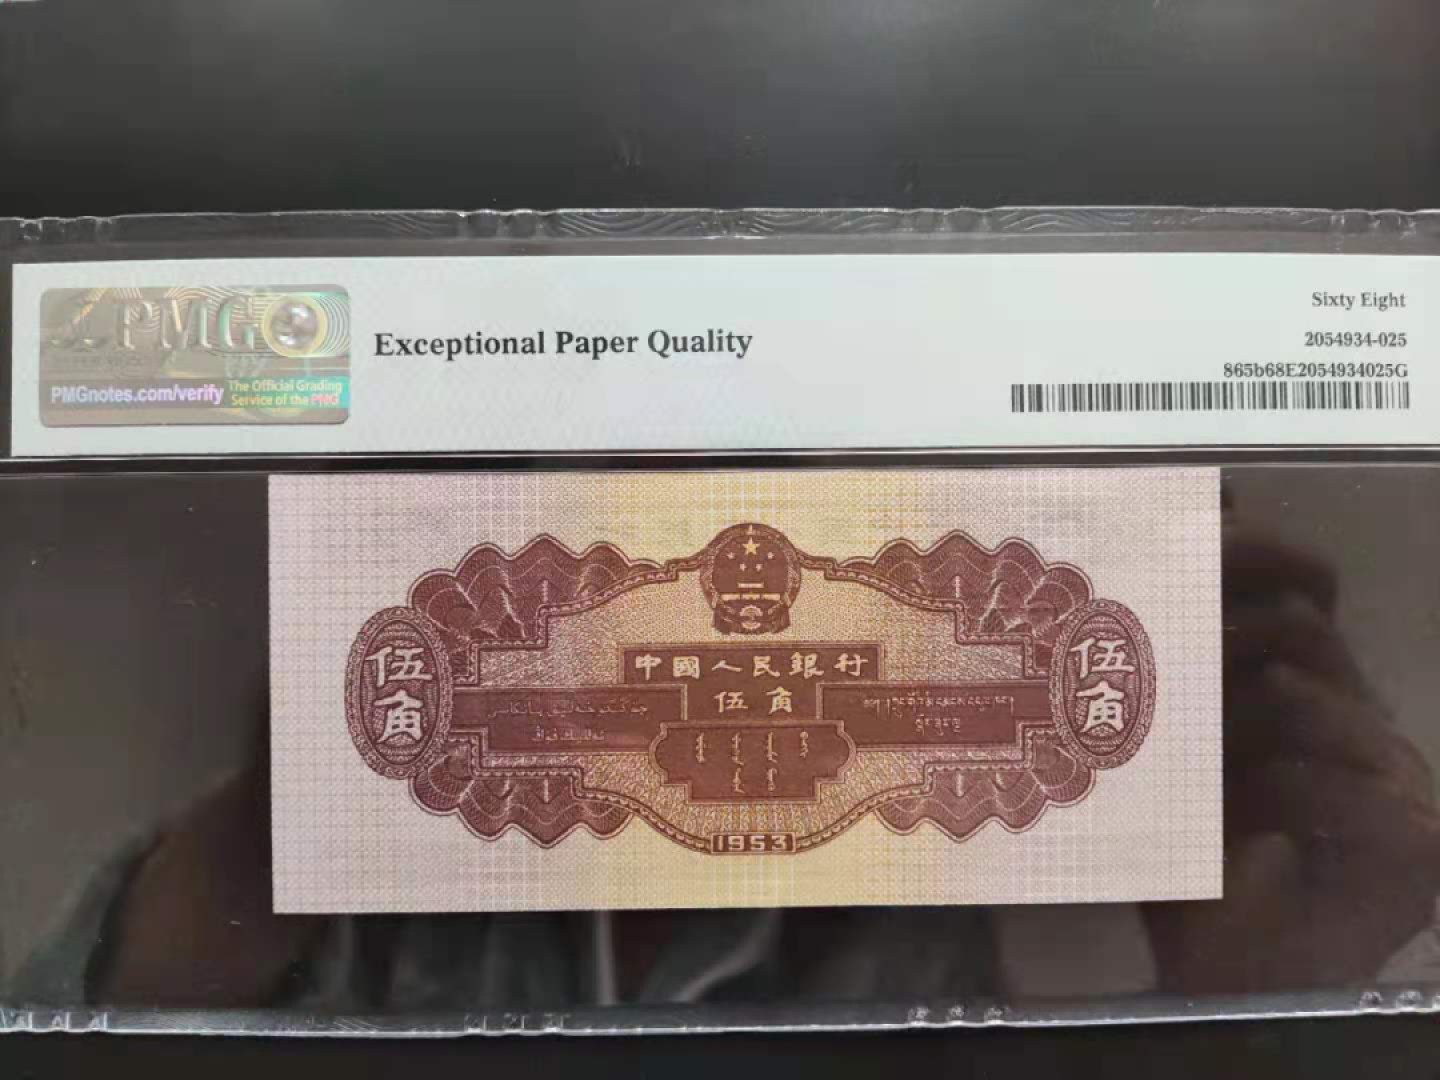 PMG
PMGnotes.com/verify
The Official Grading
Service of the PMG
Exceptional Paper Quality
Sixty Eight
2054934-025
865b68E2054934025G
中國人民銀行
伍角
伍角
伍角
1953